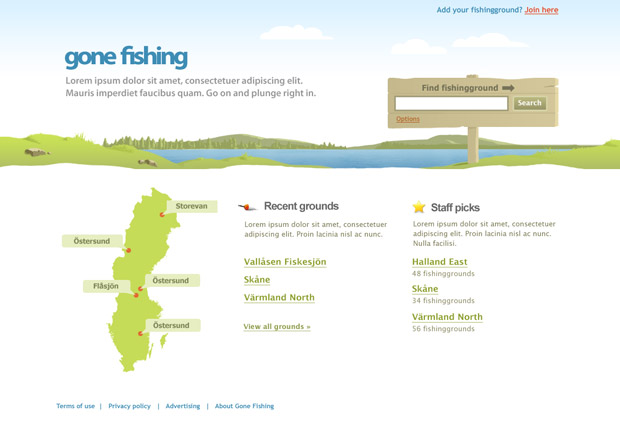 Add your fishingground? Join here
gone fishing
Lorem ipsum dolor sit amet, consectetuer adipiscing elit.
Mauris imperdiet faucibus quam. Go on and plunge right in.
Find fishingground
Search
Options
Storevan
Östersund
Östersund
Flåsjön
Östersund
Recent grounds
Lorem ipsum dolor sit amet, consectetuer
adipiscing elit. Proin lacinia nisl ac nunc.
Vallåsen Fiskesjön
Skåne
Värmland North
View all grounds »
Staff picks
Lorem ipsum dolor sit amet, consectetuer
adipiscing elit. Proin lacinia nisl ac nunc.
Nulla facilisi.
Halland East
48 fishinggrounds
Skåne
34 fishinggrounds
Värmland North
56 fishinggrounds
Terms of use | Privacy policy | Advertising | About Gone Fishing